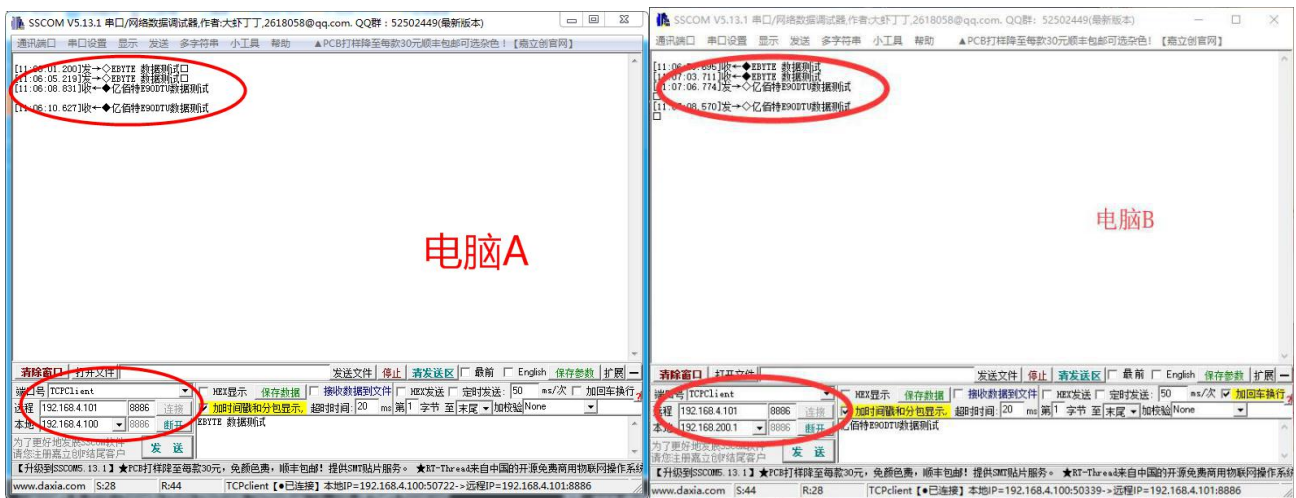 SSCOM V5.13.1 串口/网络数据调试器,作者:大虾丁丁,2618058@qq.com. QQ群：52502449(最新版本)
通讯端口 串口设置 显示 发送 多字符串 小工具 帮助 ▲PCB打样降至每款30元顺丰包邮可选杂色！【嘉立创官网】
[11:06:01.200]发→◇EBYTE 数据测试□
[11:06:05.219]发→◇EBYTE 数据测试□
[11:06:08.831]收←◆亿佰特E90DTU数据测试
[11:06:10.627]收←◆亿佰特E90DTU数据测试
电脑A
清除窗口 打开文件 发送文件 停止 清发送区 最前 English 保存参数 扩展 —
端口号 TCPClient HEX显示 保存数据 接收数据到文件 HEX发送 定时发送: 50 ms/次 加回车换行
远程 192.168.4.101 8886 连接 加时间戳和分包显示, 超时时间: 20 ms 第1 字节 至 末尾 加校验 None
本地 192.168.4.100 8886 断开 EBYTE 数据测试
为了更好地发展SSCOM软件
请您注册嘉立创F结尾客户 发 送
【升级到SSCOM5.13.1】★PCB打样降至每款30元，免颜色费，顺丰包邮！提供SMT贴片服务。 ★RT-Thread来自中国的开源免费商用物联网操作系统
www.daxia.com S:28 R:44 TCPclient【●已连接】本地IP=192.168.4.100:50722->远程IP=192.168.4.101:8886
SSCOM V5.13.1 串口/网络数据调试器,作者:大虾丁丁,2618058@qq.com. QQ群：52502449(最新版本)
通讯端口 串口设置 显示 发送 多字符串 小工具 帮助 ▲PCB打样降至每款30元顺丰包邮可选杂色！【嘉立创官网】
收←◆EBYTE 数据测试
[11:07:03.711]收←◆EBYTE 数据测试
[11:07:06.774]发→◇亿佰特E90DTU数据测试
□
08.570]发→◇亿佰特E90DTU数据测试
□
电脑B
清除窗口 打开文件 发送文件 停止 清发送区 最前 English 保存参数 扩展 —
端口号 TCPClient HEX显示 保存数据 接收数据到文件 HEX发送 定时发送: 50 ms/次 加回车换行
远程 192.168.4.101 8886 连接 加时间戳和分包显示, 超时时间: 20 ms 第1 字节 至 末尾 加校验 None
本地 192.168.200.1 8886 断开 亿佰特E90DTU数据测试
为了更好地发展SSCOM软件
请您注册嘉立创F结尾客户 发 送
【升级到SSCOM5.13.1】★PCB打样降至每款30元，免颜色费，顺丰包邮！提供SMT贴片服务。 ★RT-Thread来自中国的开源免费商用物联网操作系统
www.daxia.com S:44 R:28 TCPclient【●已连接】本地IP=192.168.4.100:50339->远程IP=192.168.4.101:8886